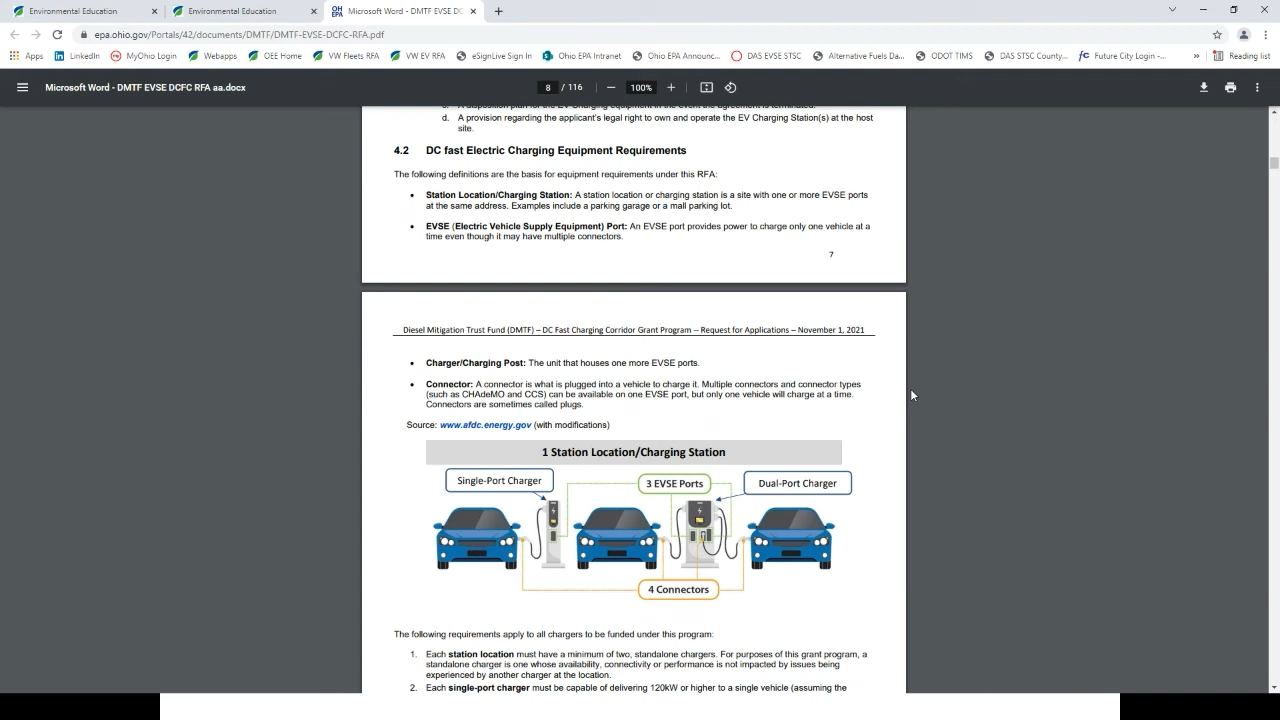 Environmental Education
Environmental Education
OH EPA Microsoft Word - DMTF EVSE DC
epa.ohio.gov/Portals/42/documents/DMTF/DMTF-EVSE-DCFC-RFA.pdf
Apps LinkedIn MyOhio Login Webapps OEE Home VW Fleets RFA VW EV RFA eSignLive Sign In Ohio EPA Intranet Ohio EPA Announc... DAS EVSE STSC Alternative Fuels Da... ODOT TIMS DAS STSC County... Future City Login -... » Reading list
Microsoft Word - DMTF EVSE DCFC RFA aa.docx 8 / 116 100%
c. A disposition plan for the EV Charging equipment in the event the agreement is terminated.
d. A provision regarding the applicant's legal right to own and operate the EV Charging Station(s) at the host
site.
4.2 DC fast Electric Charging Equipment Requirements
The following definitions are the basis for equipment requirements under this RFA:
• Station Location/Charging Station: A station location or charging station is a site with one or more EVSE ports
at the same address. Examples include a parking garage or a mall parking lot.
• EVSE (Electric Vehicle Supply Equipment) Port: An EVSE port provides power to charge only one vehicle at a
time even though it may have multiple connectors.
7
Diesel Mitigation Trust Fund (DMTF) – DC Fast Charging Corridor Grant Program – Request for Applications – November 1, 2021
• Charger/Charging Post: The unit that houses one more EVSE ports.
• Connector: A connector is what is plugged into a vehicle to charge it. Multiple connectors and connector types
(such as CHAdeMO and CCS) can be available on one EVSE port, but only one vehicle will charge at a time.
Connectors are sometimes called plugs.
Source: www.afdc.energy.gov (with modifications)
1 Station Location/Charging Station
Single-Port Charger
3 EVSE Ports
Dual-Port Charger
4 Connectors
The following requirements apply to all chargers to be funded under this program:
1. Each station location must have a minimum of two, standalone chargers. For purposes of this grant program, a
standalone charger is one whose availability, connectivity or performance is not impacted by issues being
experienced by another charger at the location.
2. Each single-port charger must be capable of delivering 120kW or higher to a single vehicle (assuming the